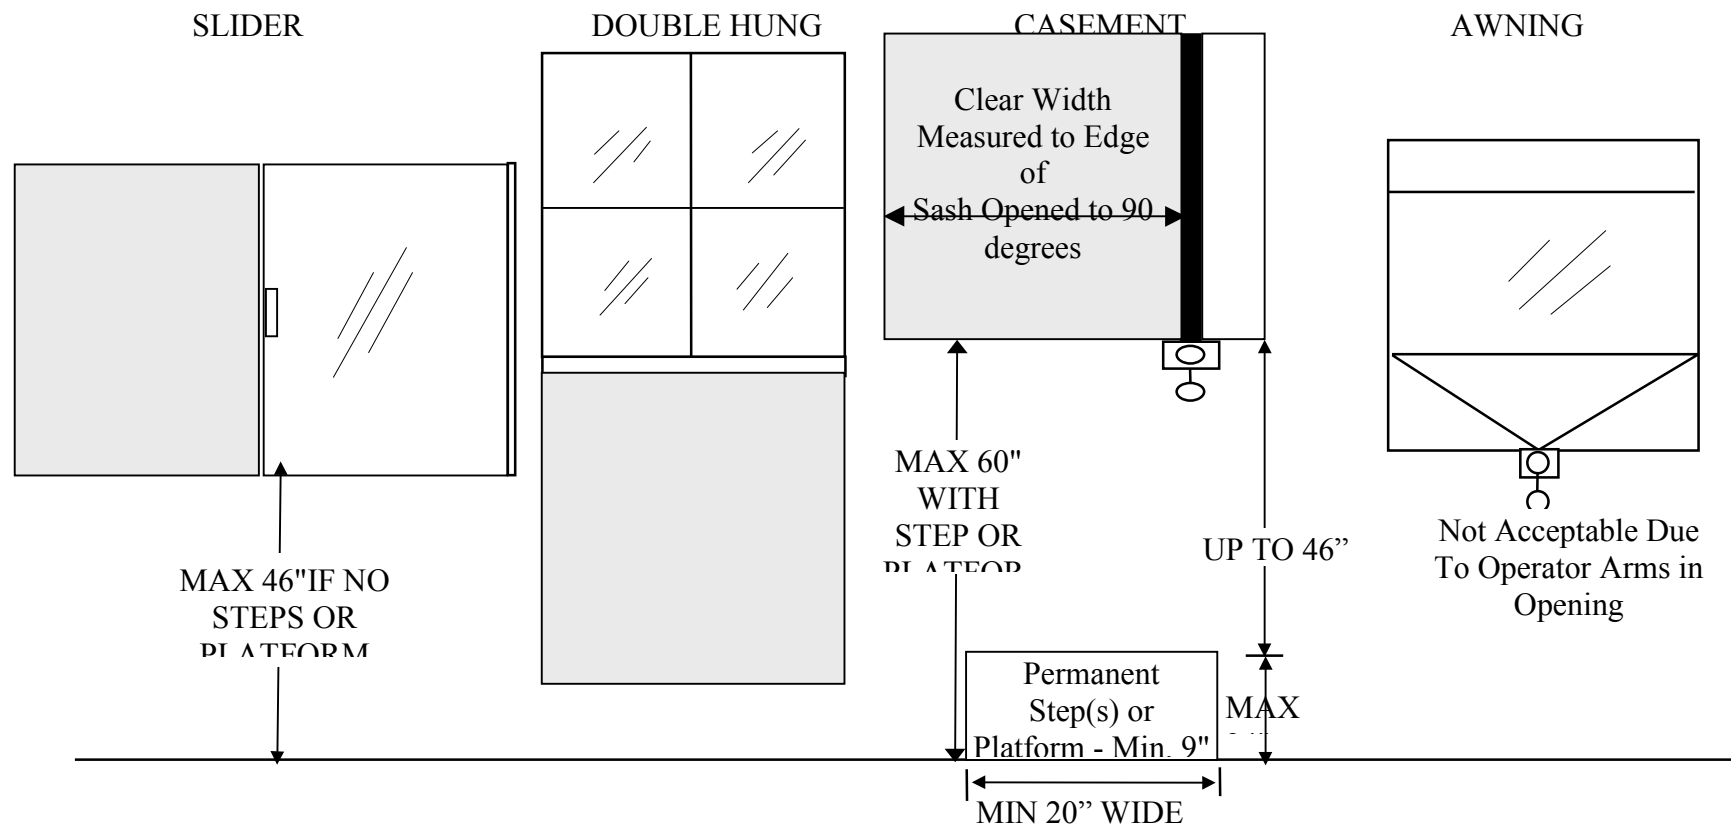 SLIDER
DOUBLE HUNG
CASEMENT
AWNING
Clear Width
Measured to Edge
of
Sash Opened to 90
degrees
MAX 46"IF NO
STEPS OR
PLATFORM
MAX 60"
WITH
STEP OR
PLATFOR
UP TO 46”
Not Acceptable Due
To Operator Arms in
Opening
Permanent
Step(s) or
Platform - Min. 9"
MAX
MIN 20” WIDE